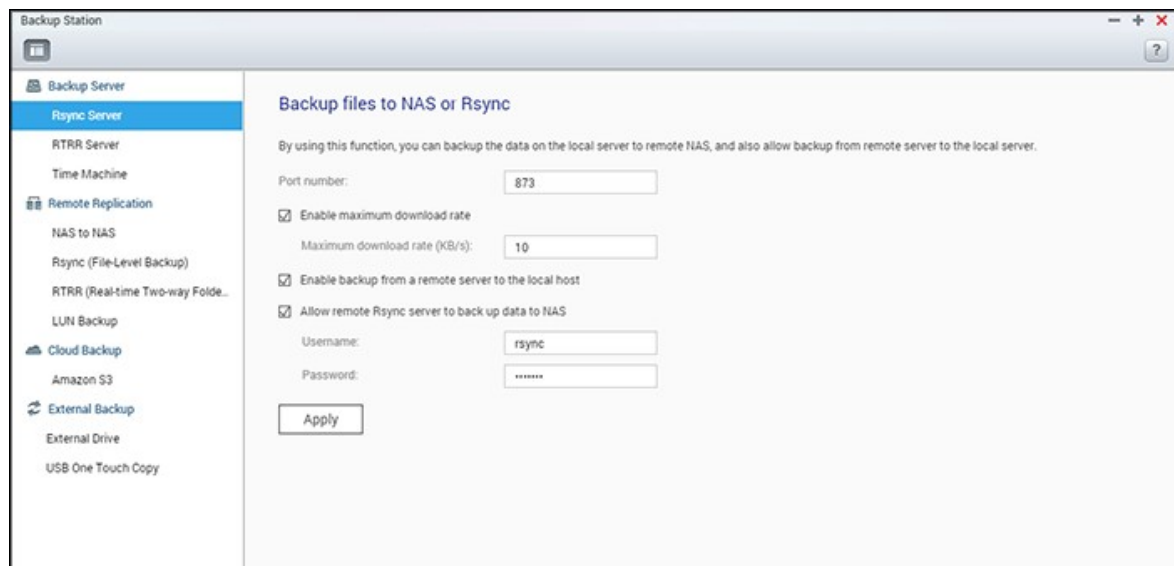 Backup Station
Backup Server
Rsync Server
RTRR Server
Time Machine
Remote Replication
NAS to NAS
Rsync (File-Level Backup)
RTRR (Real-time Two-way Folde...
LUN Backup
Cloud Backup
Amazon S3
External Backup
External Drive
USB One Touch Copy
?
Backup files to NAS or Rsync
By using this function, you can backup the data on the local server to remote NAS, and also allow backup from remote server to the local server.
Port number: 873
Enable maximum download rate
Maximum download rate (KB/s): 10
Enable backup from a remote server to the local host
Allow remote Rsync server to back up data to NAS
Username: rsync
Password: •••••••
Apply